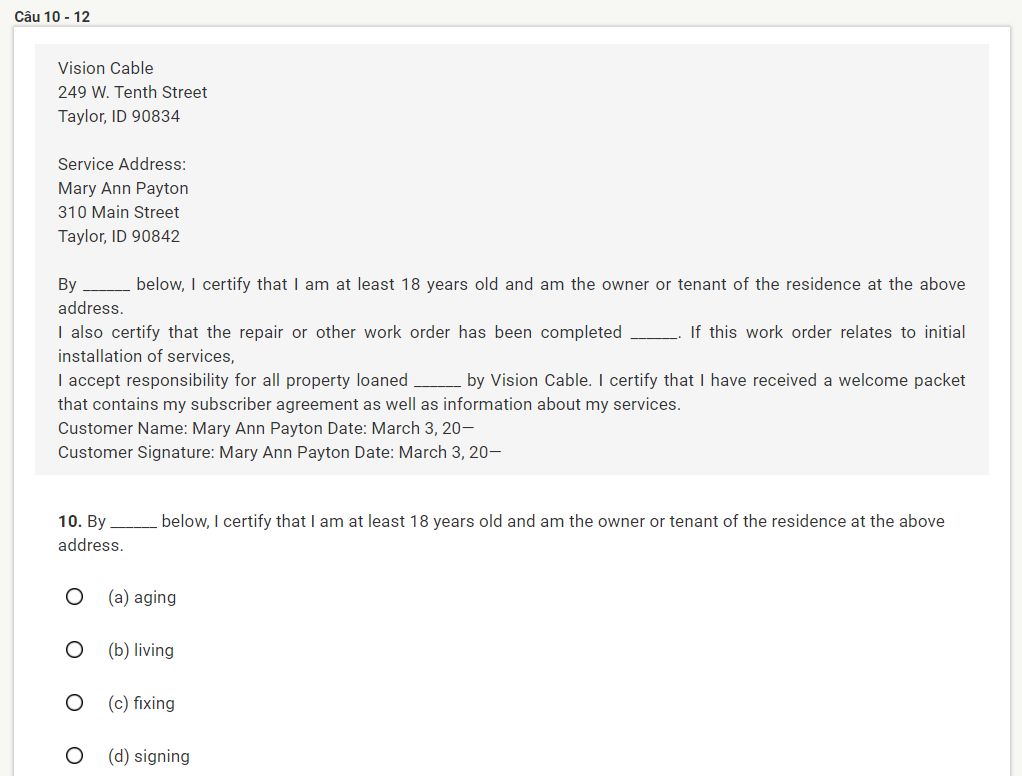 Câu 10 - 12
Vision Cable
249 W. Tenth Street
Taylor, ID 90834
Service Address:
Mary Ann Payton
310 Main Street
Taylor, ID 90842
By ______ below, I certify that I am at least 18 years old and am the owner or tenant of the residence at the above
address.
I also certify that the repair or other work order has been completed ______. If this work order relates to initial
installation of services,
I accept responsibility for all property loaned ______ by Vision Cable. I certify that I have received a welcome packet
that contains my subscriber agreement as well as information about my services.
Customer Name: Mary Ann Payton Date: March 3, 20—
Customer Signature: Mary Ann Payton Date: March 3, 20—
10. By ______ below, I certify that I am at least 18 years old and am the owner or tenant of the residence at the above
address.
(a) aging
(b) living
(c) fixing
(d) signing